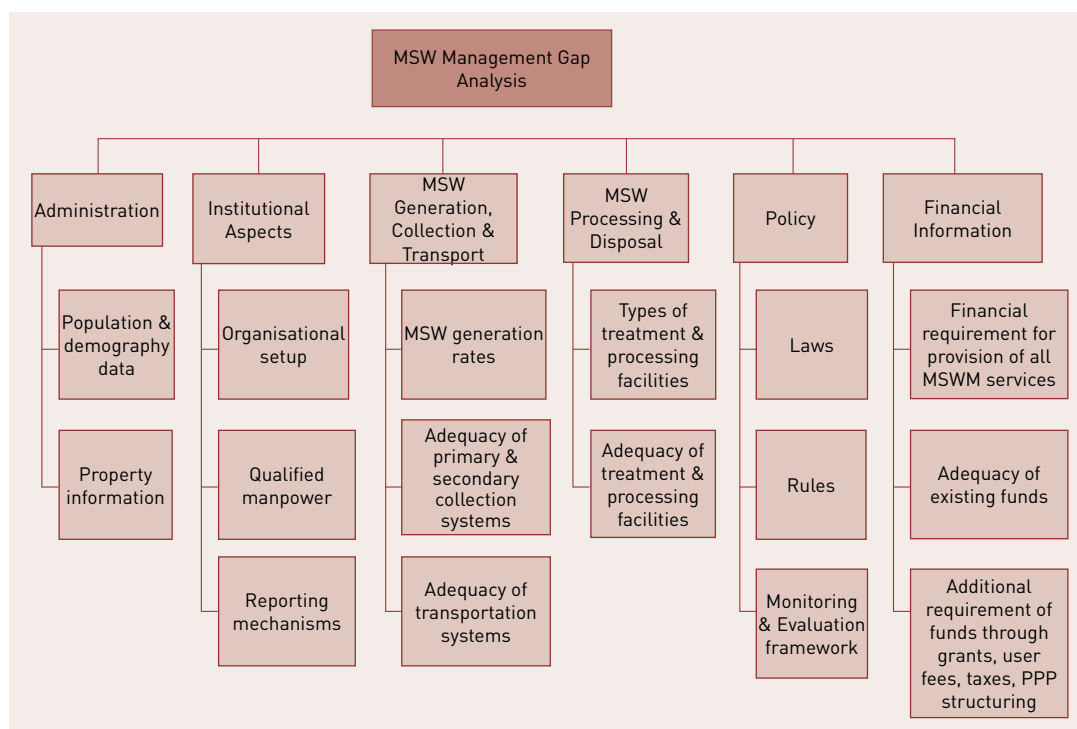 MSW Management Gap
Analysis
Administration
Institutional
Aspects
MSW
Generation,
Collection &
Transport
MSW
Processing &
Disposal
Policy
Financial
Information
Population &
demography
data
Organisational
setup
MSW generation
rates
Types of
treatment &
processing
facilities
Laws
Financial
requirement for
provision of all
MSWM services
Property
information
Qualified
manpower
Adequacy of
primary &
secondary
collection
systems
Adequacy of
treatment &
processing
facilities
Rules
Adequacy of
existing funds
Reporting
mechanisms
Adequacy of
transportation
systems
Monitoring
& Evaluation
framework
Additional
requirement of
funds through
grants, user
fees, taxes, PPP
structuring